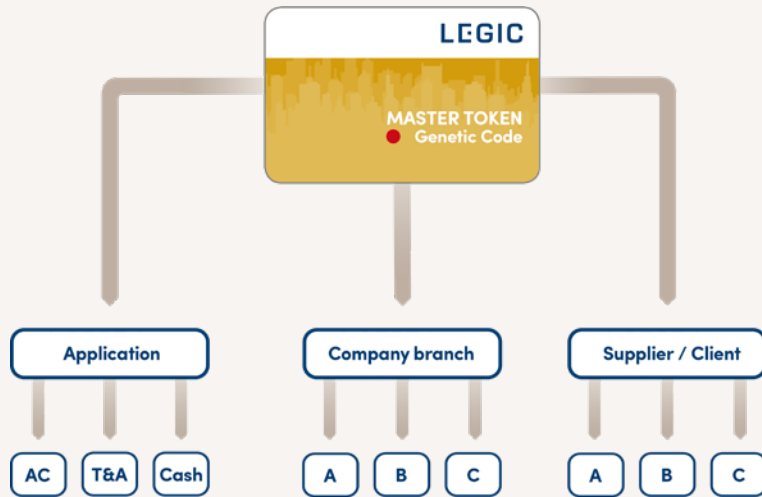 LEGIC
MASTER TOKEN
Genetic Code
Application
Company branch
Supplier / Client
AC
T&A
Cash
A
B
C
A
B
C